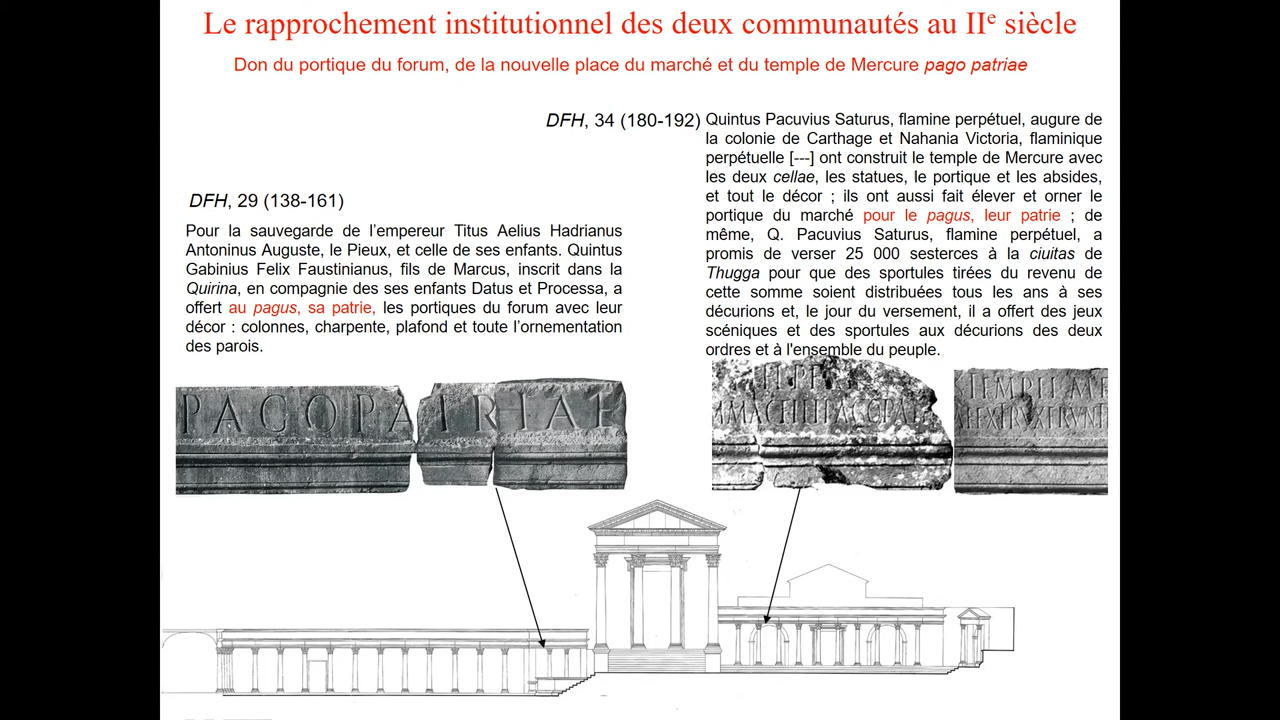 Le rapprochement institutionnel des deux communautés au IIe siècle
Don du portique du forum, de la nouvelle place du marché et du temple de Mercure pago patriae
DFH, 29 (138-161)
Pour la sauvegarde de l’empereur Titus Aelius Hadrianus
Antoninus Auguste, le Pieux, et celle de ses enfants. Quintus
Gabinius Felix Faustinianus, fils de Marcus, inscrit dans la
Quirina, en compagnie des ses enfants Datus et Processa, a
offert au pagus, sa patrie, les portiques du forum avec leur
décor : colonnes, charpente, plafond et toute l’ornementation
des parois.
DFH, 34 (180-192)
Quintus Pacuvius Saturus, flamine perpétuel, augure de
la colonie de Carthage et Nahania Victoria, flaminique
perpétuelle [---] ont construit le temple de Mercure avec
les deux cellae, les statues, le portique et les absides,
et tout le décor ; ils ont aussi fait élever et orner le
portique du marché pour le pagus, leur patrie ; de
même, Q. Pacuvius Saturus, flamine perpétuel, a
promis de verser 25 000 sesterces à la ciuitas de
Thugga pour que des sportules tirées du revenu de
cette somme soient distribuées tous les ans à ses
décurions et, le jour du versement, il a offert des jeux
scéniques et des sportules aux décurions des deux
ordres et à l'ensemble du peuple.
PAGO PATRIAE
TEMPLI ME